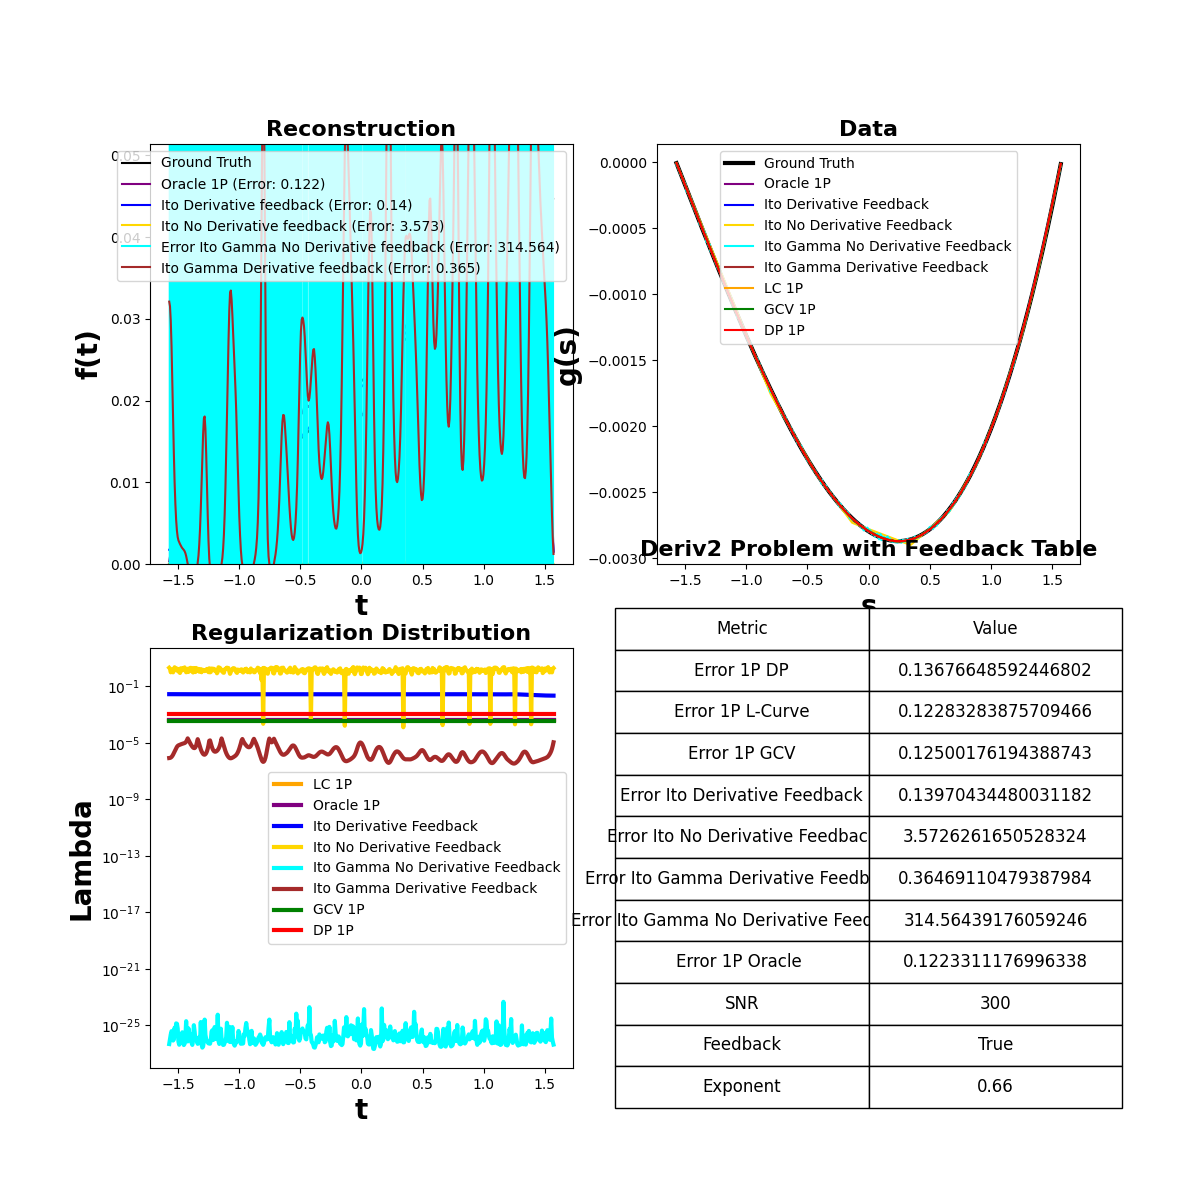 Reconstruction
0.05
0.04
0.03
0.02
0.01
0.00
Ground Truth
Oracle 1P (Error: 0.122)
Ito Derivative feedback (Error: 0.14)
Ito No Derivative feedback (Error: 3.573)
Error Ito Gamma No Derivative feedback (Error: 314.564)
Ito Gamma Derivative feedback (Error: 0.365)
f(t)
−1.5 −1.0 −0.5 0.0 0.5 1.0 1.5
t
Data
0.0000
−0.0005
−0.0010
−0.0015
−0.0020
−0.0025
−0.0030
Ground Truth
Oracle 1P
Ito Derivative Feedback
Ito No Derivative Feedback
Ito Gamma No Derivative Feedback
Ito Gamma Derivative Feedback
LC 1P
GCV 1P
DP 1P
g(s)
−1.5 −1.0 −0.5 0.0 0.5 1.0 1.5
s
Regularization Distribution
10⁻¹
10⁻⁵
10⁻⁹
10⁻¹³
10⁻¹⁷
10⁻²¹
10⁻²⁵
LC 1P
Oracle 1P
Ito Derivative Feedback
Ito No Derivative Feedback
Ito Gamma No Derivative Feedback
Ito Gamma Derivative Feedback
GCV 1P
DP 1P
Lambda
−1.5 −1.0 −0.5 0.0 0.5 1.0 1.5
t
Deriv2 Problem with Feedback Table
Metric Value
Error 1P DP 0.13676648592446802
Error 1P L-Curve 0.12283283875709466
Error 1P GCV 0.12500176194388743
Error Ito Derivative Feedback 0.13970434480031182
Error Ito No Derivative Feedbac 3.5726261650528324
Error Ito Gamma Derivative Feedb 0.36469110479387984
Error Ito Gamma No Derivative Feed 314.56439176059246
Error 1P Oracle 0.1223311176996338
SNR 300
Feedback True
Exponent 0.66